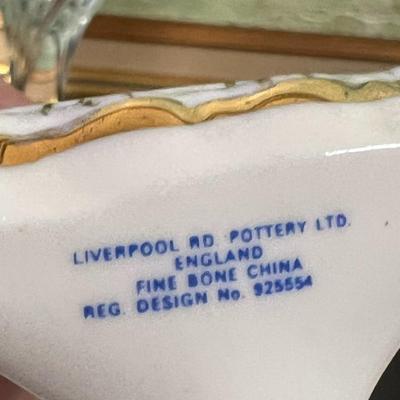 LIVERPOOL RD POTTERY LTD.
ENGLAND
FINE BONE CHINA
REG. DESIGN No. 925554